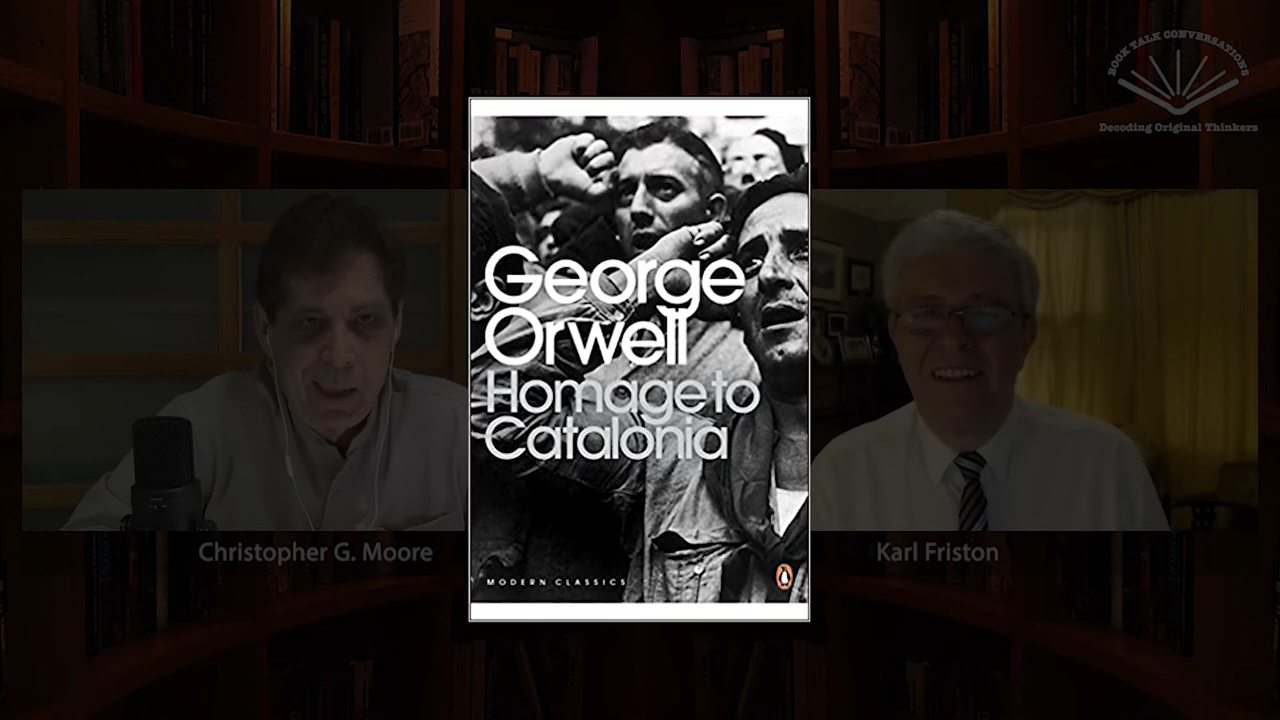 BOOK TALK CONVERSATIONS
Decoding Original Thinkers
George
Orwell
Homage to
Catalonia
MODERN CLASSICS
Christopher G. Moore
Karl Friston